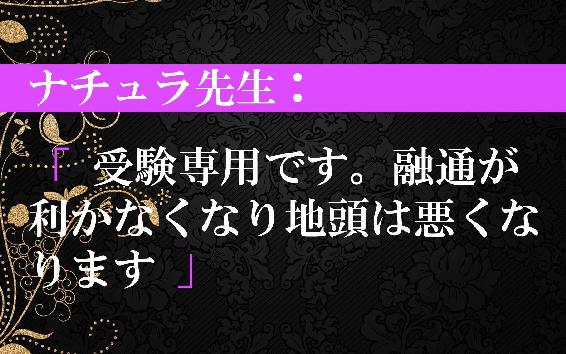 ナチュラ先生：
「 受験専用です。融通が
利かなくなり地頭は悪くな
ります 」